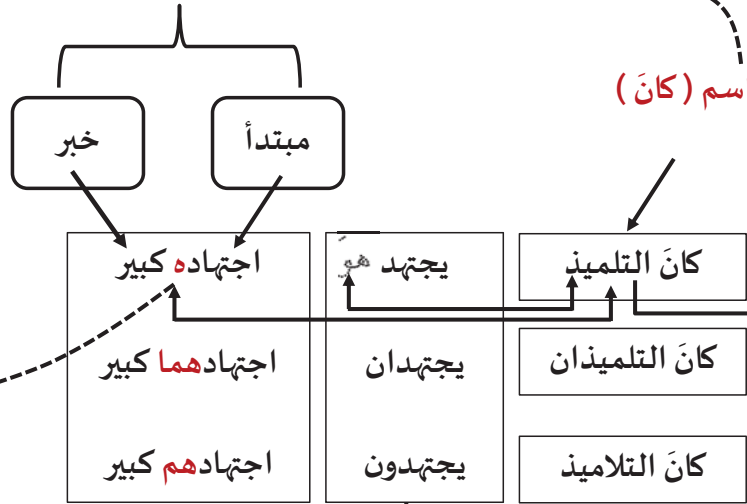 سم ( كانَ )
مبتدأ
خبر
كانَ التلميذ
يجتهد هو
اجتهاده كبير
كانَ التلميذان
يجتهدان
اجتهادهما كبير
كانَ التلاميذ
يجتهدون
اجتهادهم كبير